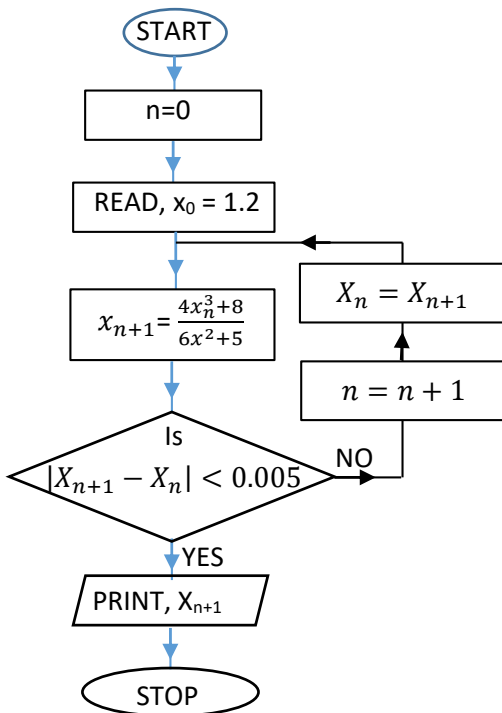 START
n=0
READ, x₀ = 1.2
xₙ₊₁= (4xₙ³+8)/(6x²+5)
Xₙ = Xₙ₊₁
n = n + 1
Is
|Xₙ₊₁ − Xₙ| < 0.005
NO
YES
PRINT, Xₙ₊₁
STOP